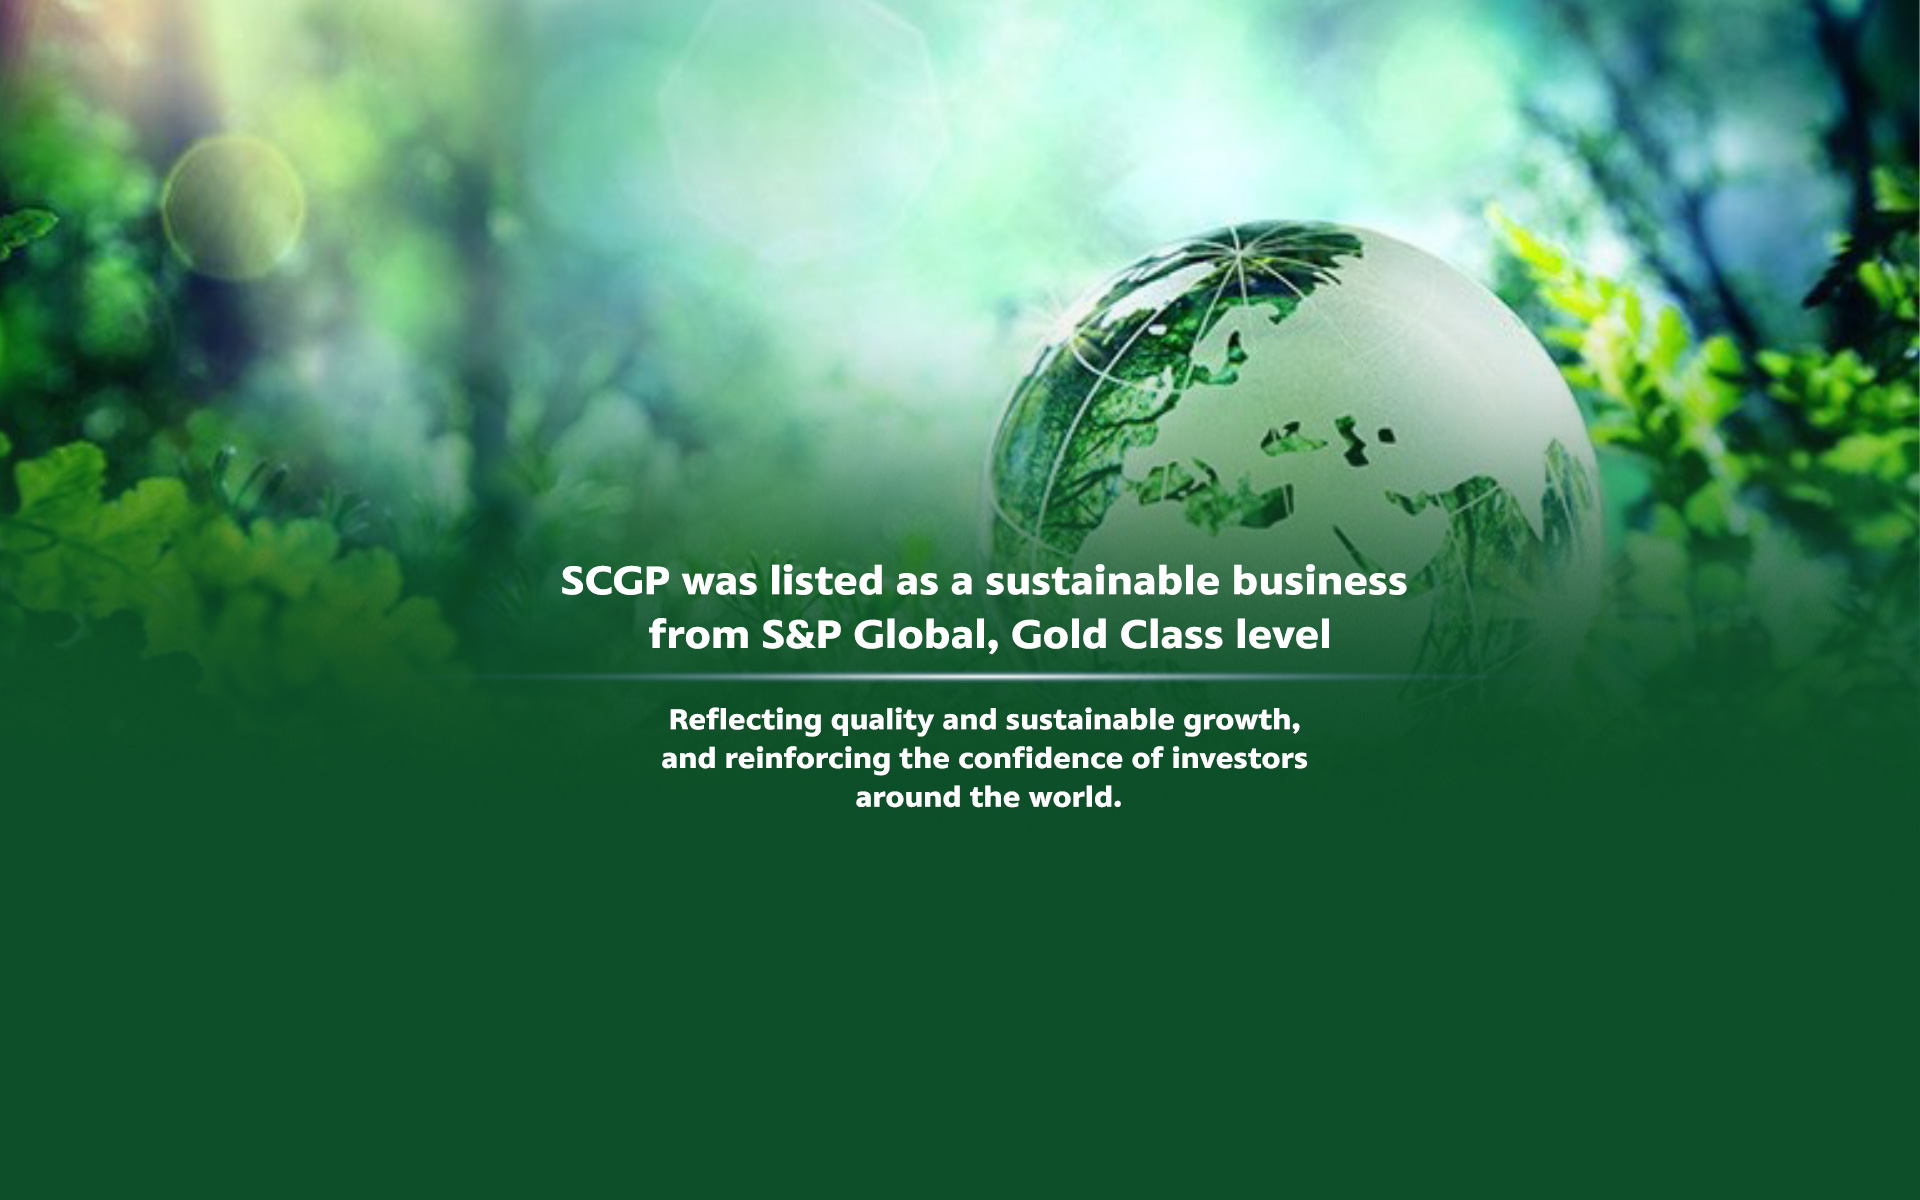 SCGP was listed as a sustainable business
from S&P Global, Gold Class level
Reflecting quality and sustainable growth,
and reinforcing the confidence of investors
around the world.